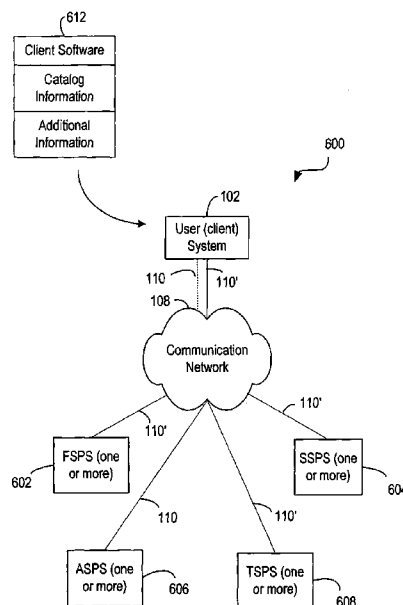 612
Client Software
Catalog
Information
Additional
Information
600
102
User (client)
System
110
110'
108
Communication
Network
110'
110'
FSPS (one
or more)
602
SSPS (one
or more)
604
110
110'
ASPS (one
or more)
606
TSPS (one
or more)
608